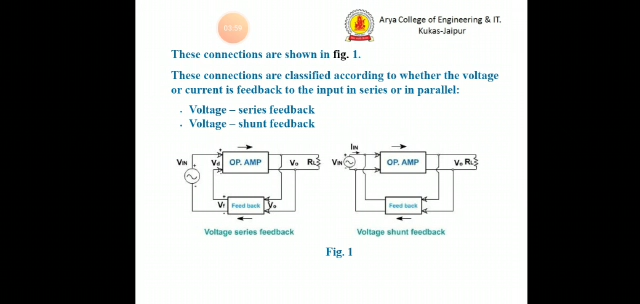 03:59
Arya College of Engineering & IT.
Kukas-Jaipur
These connections are shown in fig. 1.
These connections are classified according to whether the voltage
or current is feedback to the input in series or in parallel:
• Voltage – series feedback
• Voltage – shunt feedback
VIN Vd OP. AMP Vo RL
Vf Feed back Vo
Voltage series feedback
IIN
VIN OP. AMP Vo RL
Feed back
Voltage shunt feedback
Fig. 1